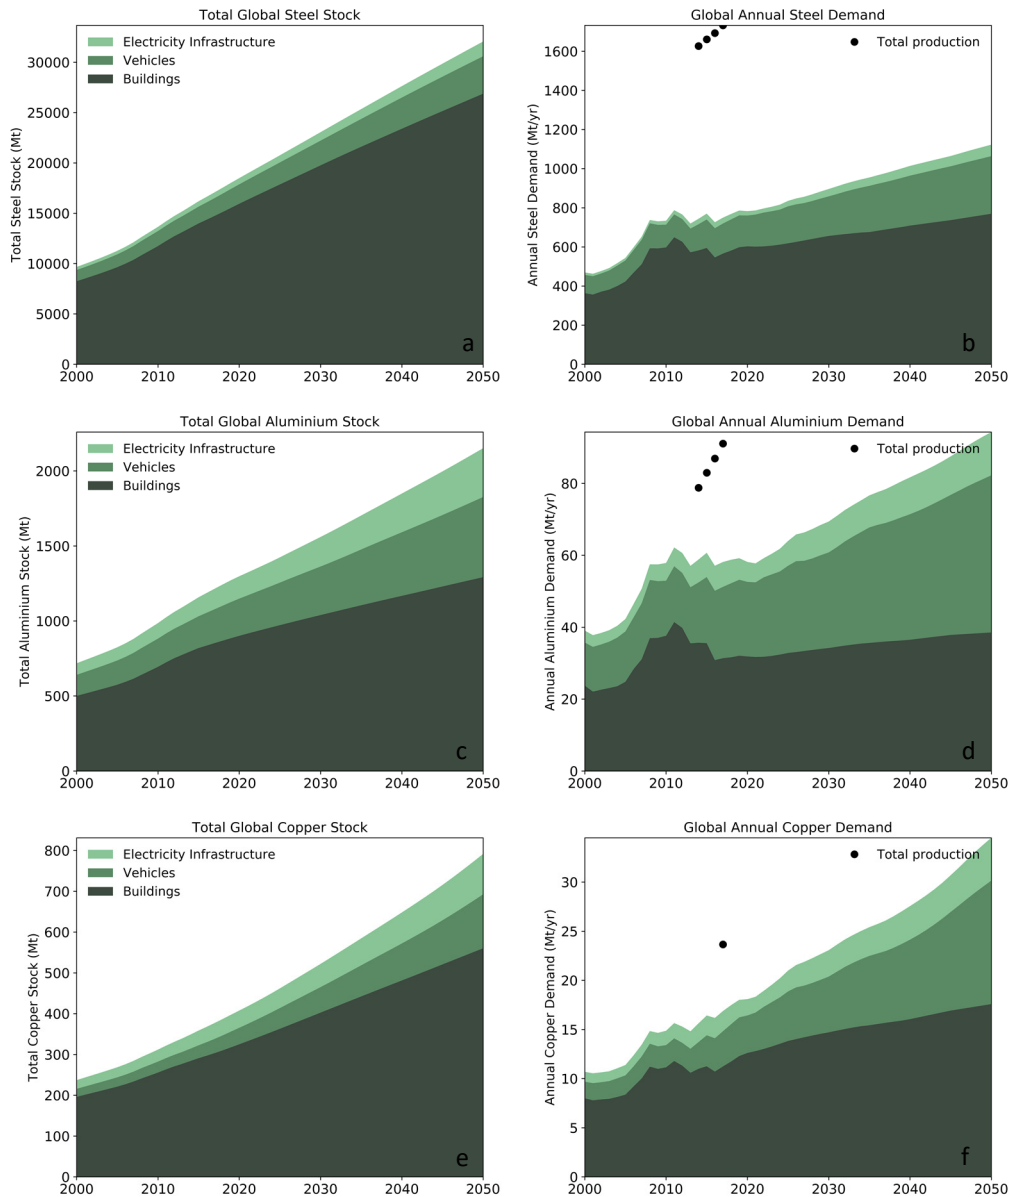 Total Global Steel Stock
Electricity Infrastructure
Vehicles
Buildings
Total Steel Stock (Mt)
30000
25000
20000
15000
10000
5000
0
2000 2010 2020 2030 2040 2050
a
Global Annual Steel Demand
Total production
Annual Steel Demand (Mt/yr)
1600
1400
1200
1000
800
600
400
200
0
2000 2010 2020 2030 2040 2050
b
Total Global Aluminium Stock
Electricity Infrastructure
Vehicles
Buildings
Total Aluminium Stock (Mt)
2000
1500
1000
500
0
2000 2010 2020 2030 2040 2050
c
Global Annual Aluminium Demand
Total production
Annual Aluminium Demand (Mt/yr)
80
60
40
20
0
2000 2010 2020 2030 2040 2050
d
Total Global Copper Stock
Electricity Infrastructure
Vehicles
Buildings
Total Copper Stock (Mt)
800
700
600
500
400
300
200
100
0
2000 2010 2020 2030 2040 2050
e
Global Annual Copper Demand
Total production
Annual Copper Demand (Mt/yr)
30
25
20
15
10
5
0
2000 2010 2020 2030 2040 2050
f